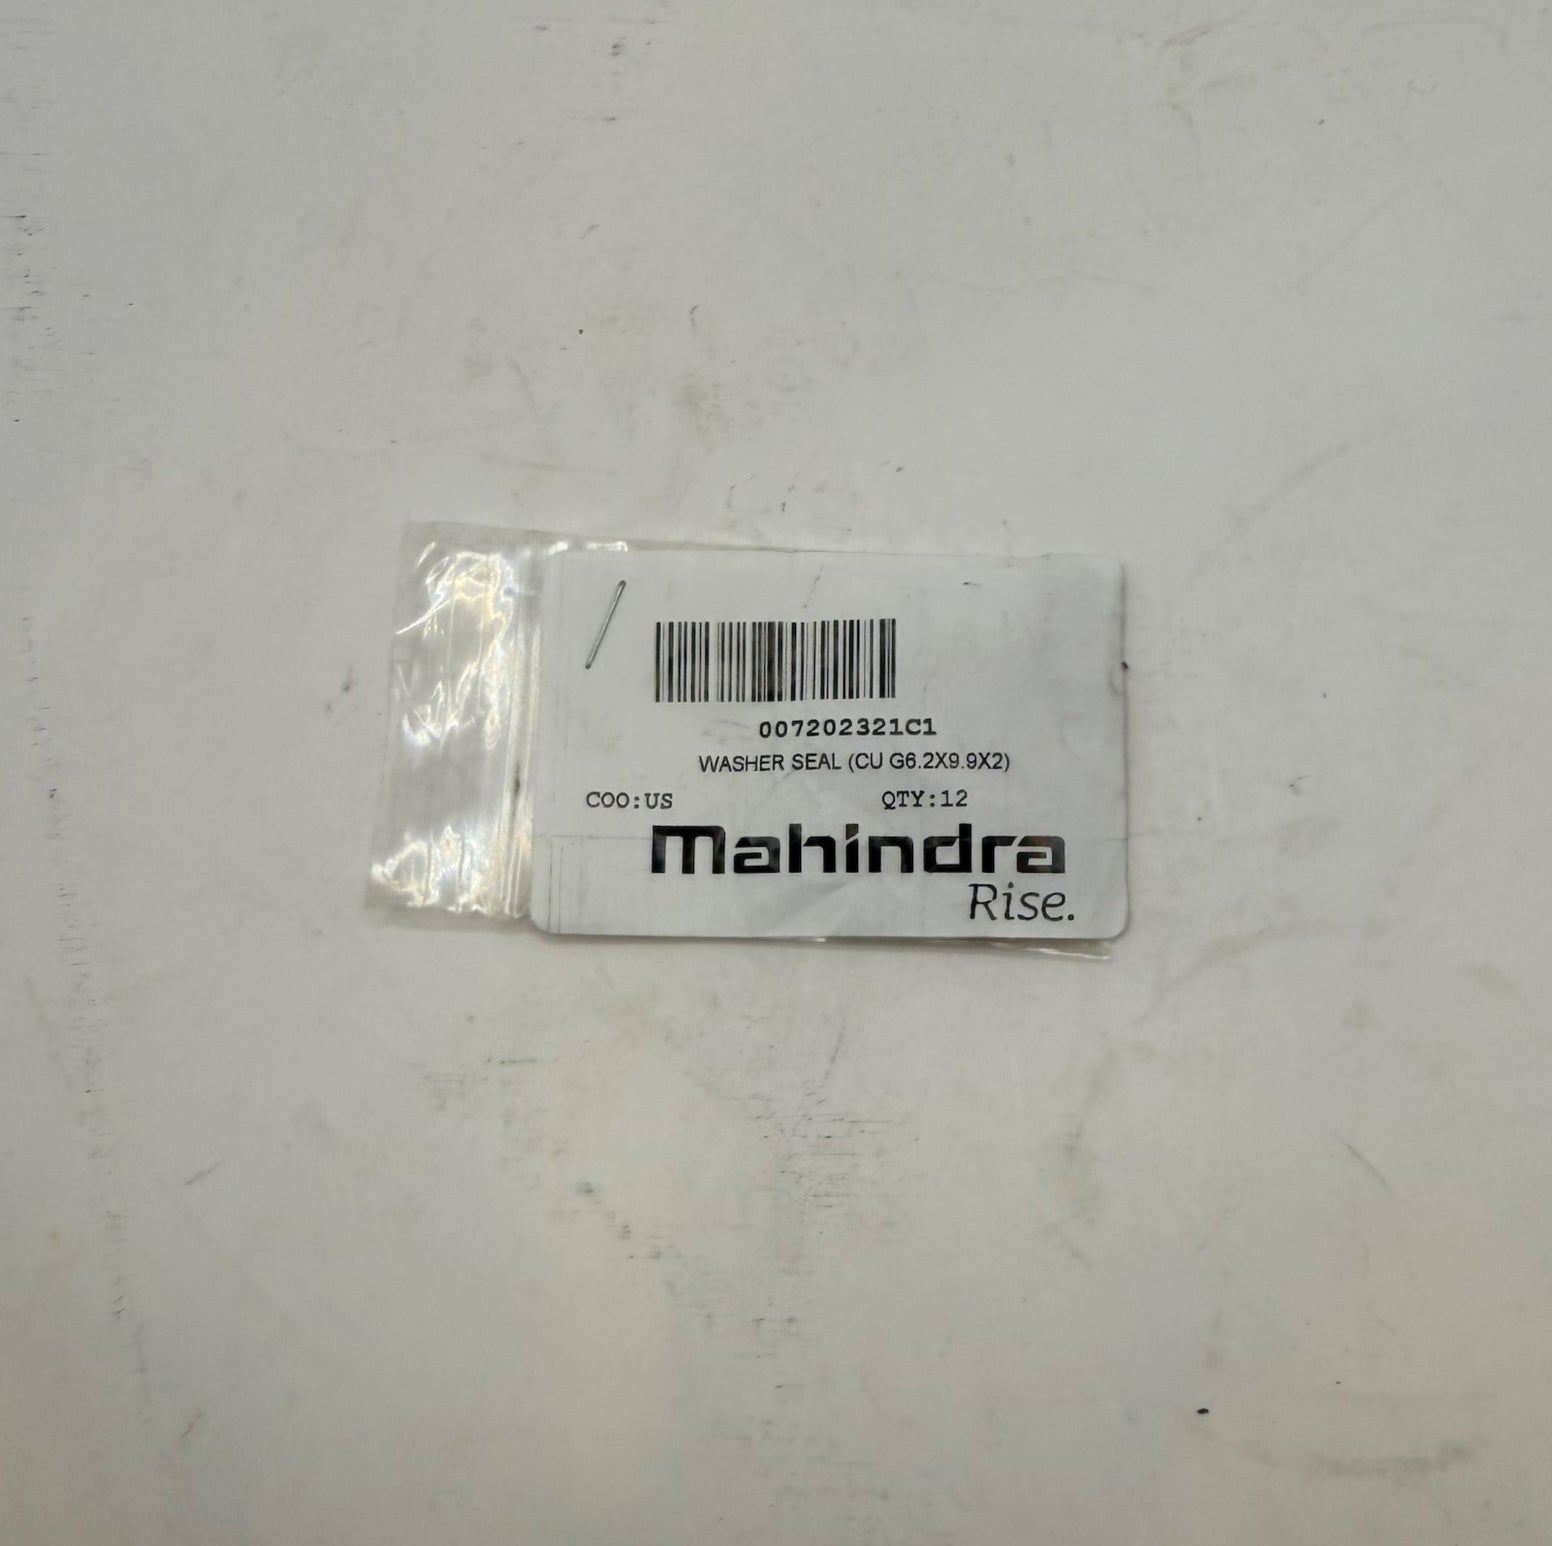 007202321C1
WASHER SEAL (CU G6.2X9.9X2)
COO:US QTY:12
Mahindra
Rise.